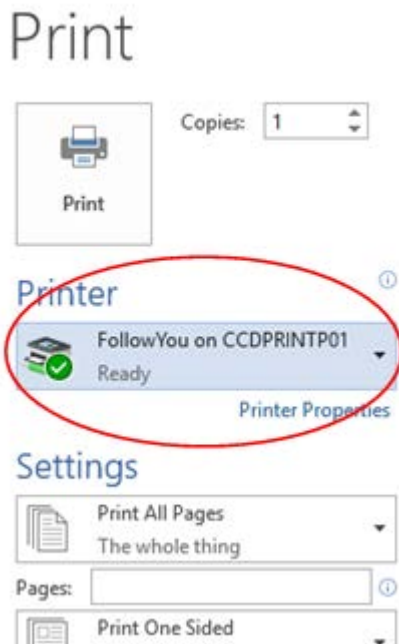 Print
Copies: 1
Print
Printer
FollowYou on CCDPRINTP01
Ready
Printer Properties
Settings
Print All Pages
The whole thing
Pages:
Print One Sided